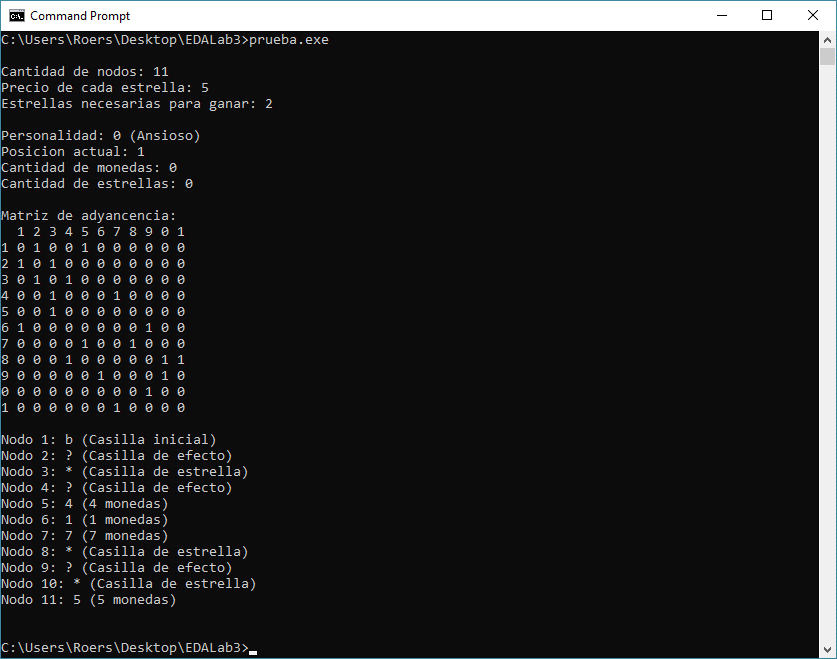 Command Prompt
C:\Users\Roers\Desktop\EDALab3>prueba.exe
Cantidad de nodos: 11
Precio de cada estrella: 5
Estrellas necesarias para ganar: 2
Personalidad: 0 (Ansioso)
Posicion actual: 1
Cantidad de monedas: 0
Cantidad de estrellas: 0
Matriz de adyancencia:
1 2 3 4 5 6 7 8 9 0 1
1 0 1 0 0 1 0 0 0 0 0 0
2 1 0 1 0 0 0 0 0 0 0 0
3 0 1 0 1 0 0 0 0 0 0 0
4 0 0 1 0 0 0 1 0 0 0 0
5 0 0 1 0 0 0 0 0 0 0 0
6 1 0 0 0 0 0 0 0 1 0 0
7 0 0 0 0 1 0 0 1 0 0 0
8 0 0 0 1 0 0 0 0 0 1 1
9 0 0 0 0 0 1 0 0 0 1 0
0 0 0 0 0 0 0 0 0 1 0 0
1 0 0 0 0 0 0 1 0 0 0 0
Nodo 1: b (Casilla inicial)
Nodo 2: ? (Casilla de efecto)
Nodo 3: * (Casilla de estrella)
Nodo 4: ? (Casilla de efecto)
Nodo 5: 4 (4 monedas)
Nodo 6: 1 (1 monedas)
Nodo 7: 7 (7 monedas)
Nodo 8: * (Casilla de estrella)
Nodo 9: ? (Casilla de efecto)
Nodo 10: * (Casilla de estrella)
Nodo 11: 5 (5 monedas)
C:\Users\Roers\Desktop\EDALab3>